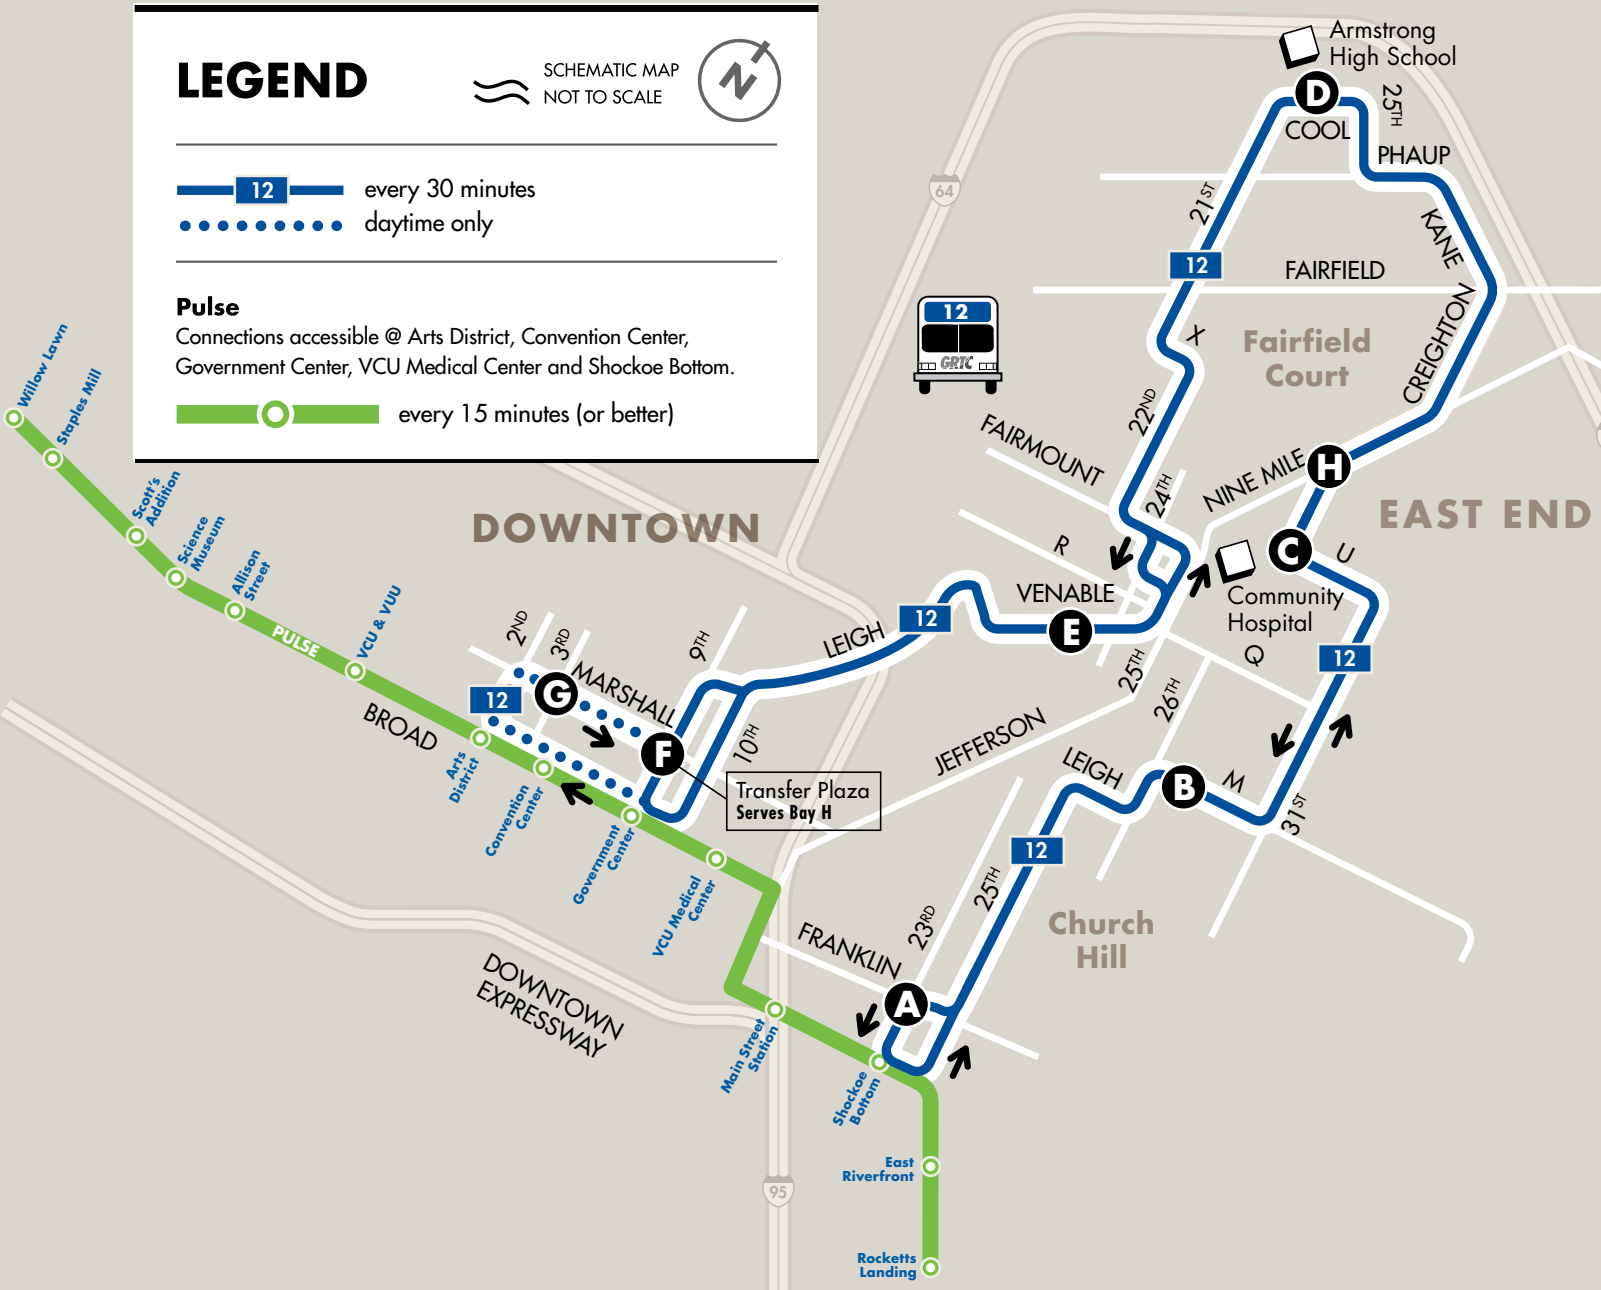 LEGEND
SCHEMATIC MAP
NOT TO SCALE
N
12
every 30 minutes
daytime only
Pulse
Connections accessible @ Arts District, Convention Center,
Government Center, VCU Medical Center and Shockoe Bottom.
every 15 minutes (or better)
Armstrong
High School
D
COOL
25TH
PHAUP
64
21ST
KANE
12
FAIRFIELD
12
GRTC
X
Fairfield
Court
CREIGHTON
22ND
FAIRMOUNT
24TH
NINE MILE
H
EAST END
DOWNTOWN
R
C
U
VENABLE
Community
Hospital
E
12
LEIGH
Q
12
25TH
26TH
Willow Lawn
Staples Mill
Scott's
Addition
Science
Museum
Allison
Street
PULSE
VCU & VUU
2ND
3RD
9TH
MARSHALL
G
12
BROAD
F
10TH
Transfer Plaza
Serves Bay H
JEFFERSON
LEIGH
B
M
31ST
Arts
District
Convention
Center
Government
Center
VCU Medical
Center
12
25TH
23RD
FRANKLIN
Church
Hill
A
DOWNTOWN
EXPRESSWAY
Main Street
Station
Shockoe
Bottom
East
Riverfront
95
Rocketts
Landing